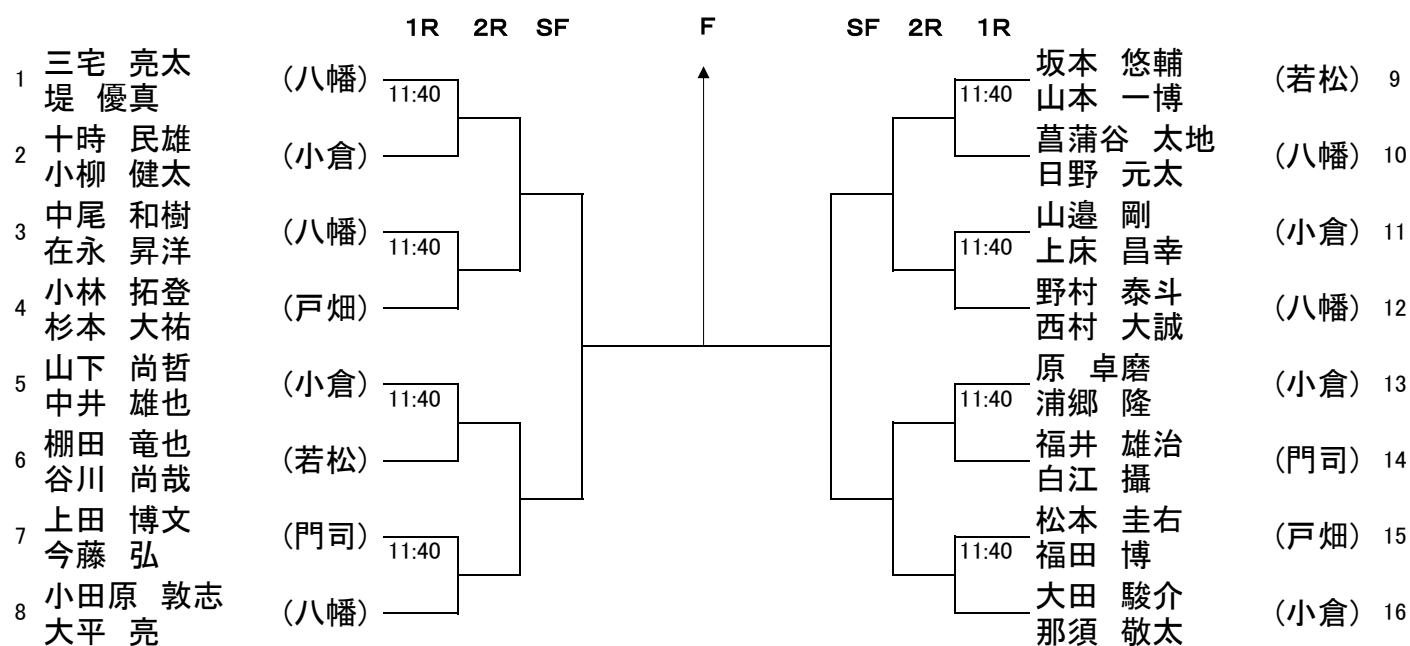 1R 2R SF F SF 2R 1R
1 三宅 亮太 (八幡)
堤 優真
11:40
2 十時 民雄 (小倉)
小柳 健太
3 中尾 和樹 (八幡)
在永 昇洋
11:40
4 小林 拓登 (戸畑)
杉本 大祐
5 山下 尚哲 (小倉)
中井 雄也
11:40
6 棚田 竜也 (若松)
谷川 尚哉
7 上田 博文 (門司)
今藤 弘
11:40
8 小田原 敦志 (八幡)
大平 亮
坂本 悠輔 (若松) 9
山本 一博
11:40
菖蒲谷 太地 (八幡) 10
日野 元太
山邉 剛 (小倉) 11
上床 昌幸
11:40
野村 泰斗 (八幡) 12
西村 大誠
原 卓磨 (小倉) 13
浦郷 隆
11:40
福井 雄治 (門司) 14
白江 攝
松本 圭右 (戸畑) 15
福田 博
11:40
大田 駿介 (小倉) 16
那須 敬太